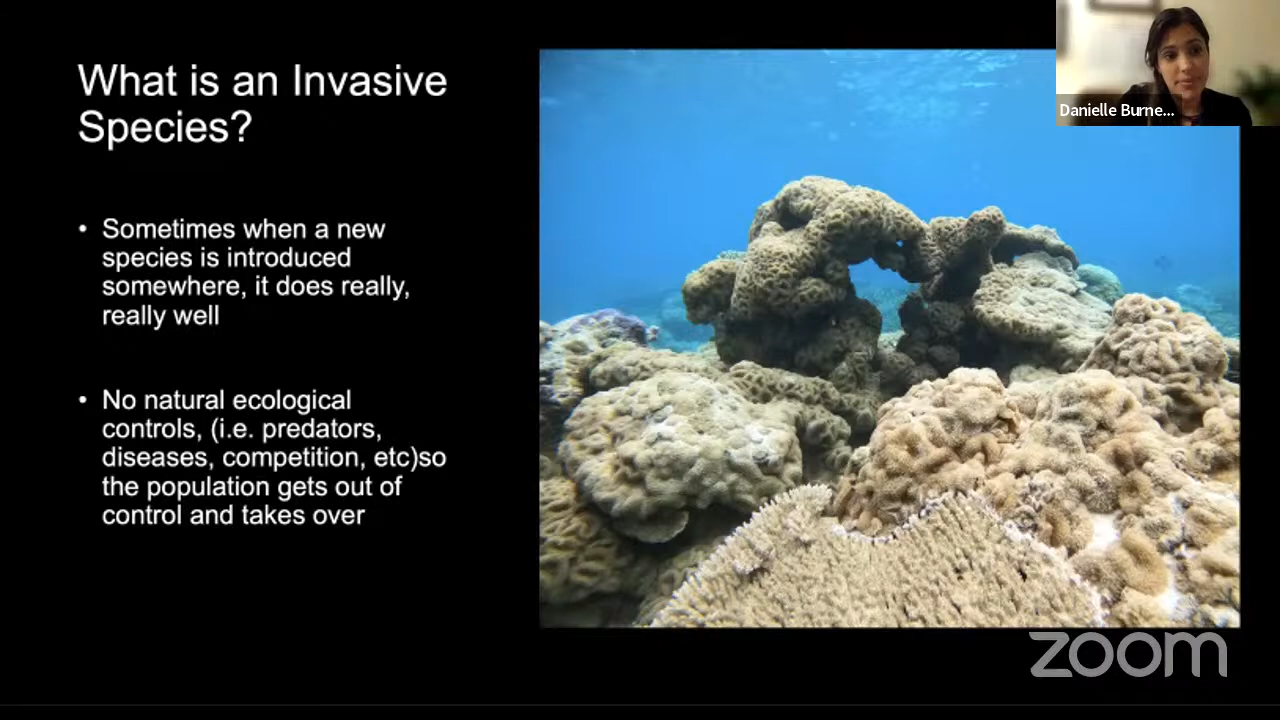 What is an Invasive
Species?
• Sometimes when a new
species is introduced
somewhere, it does really,
really well
• No natural ecological
controls, (i.e. predators,
diseases, competition, etc)so
the population gets out of
control and takes over
Danielle Burne...
zoom